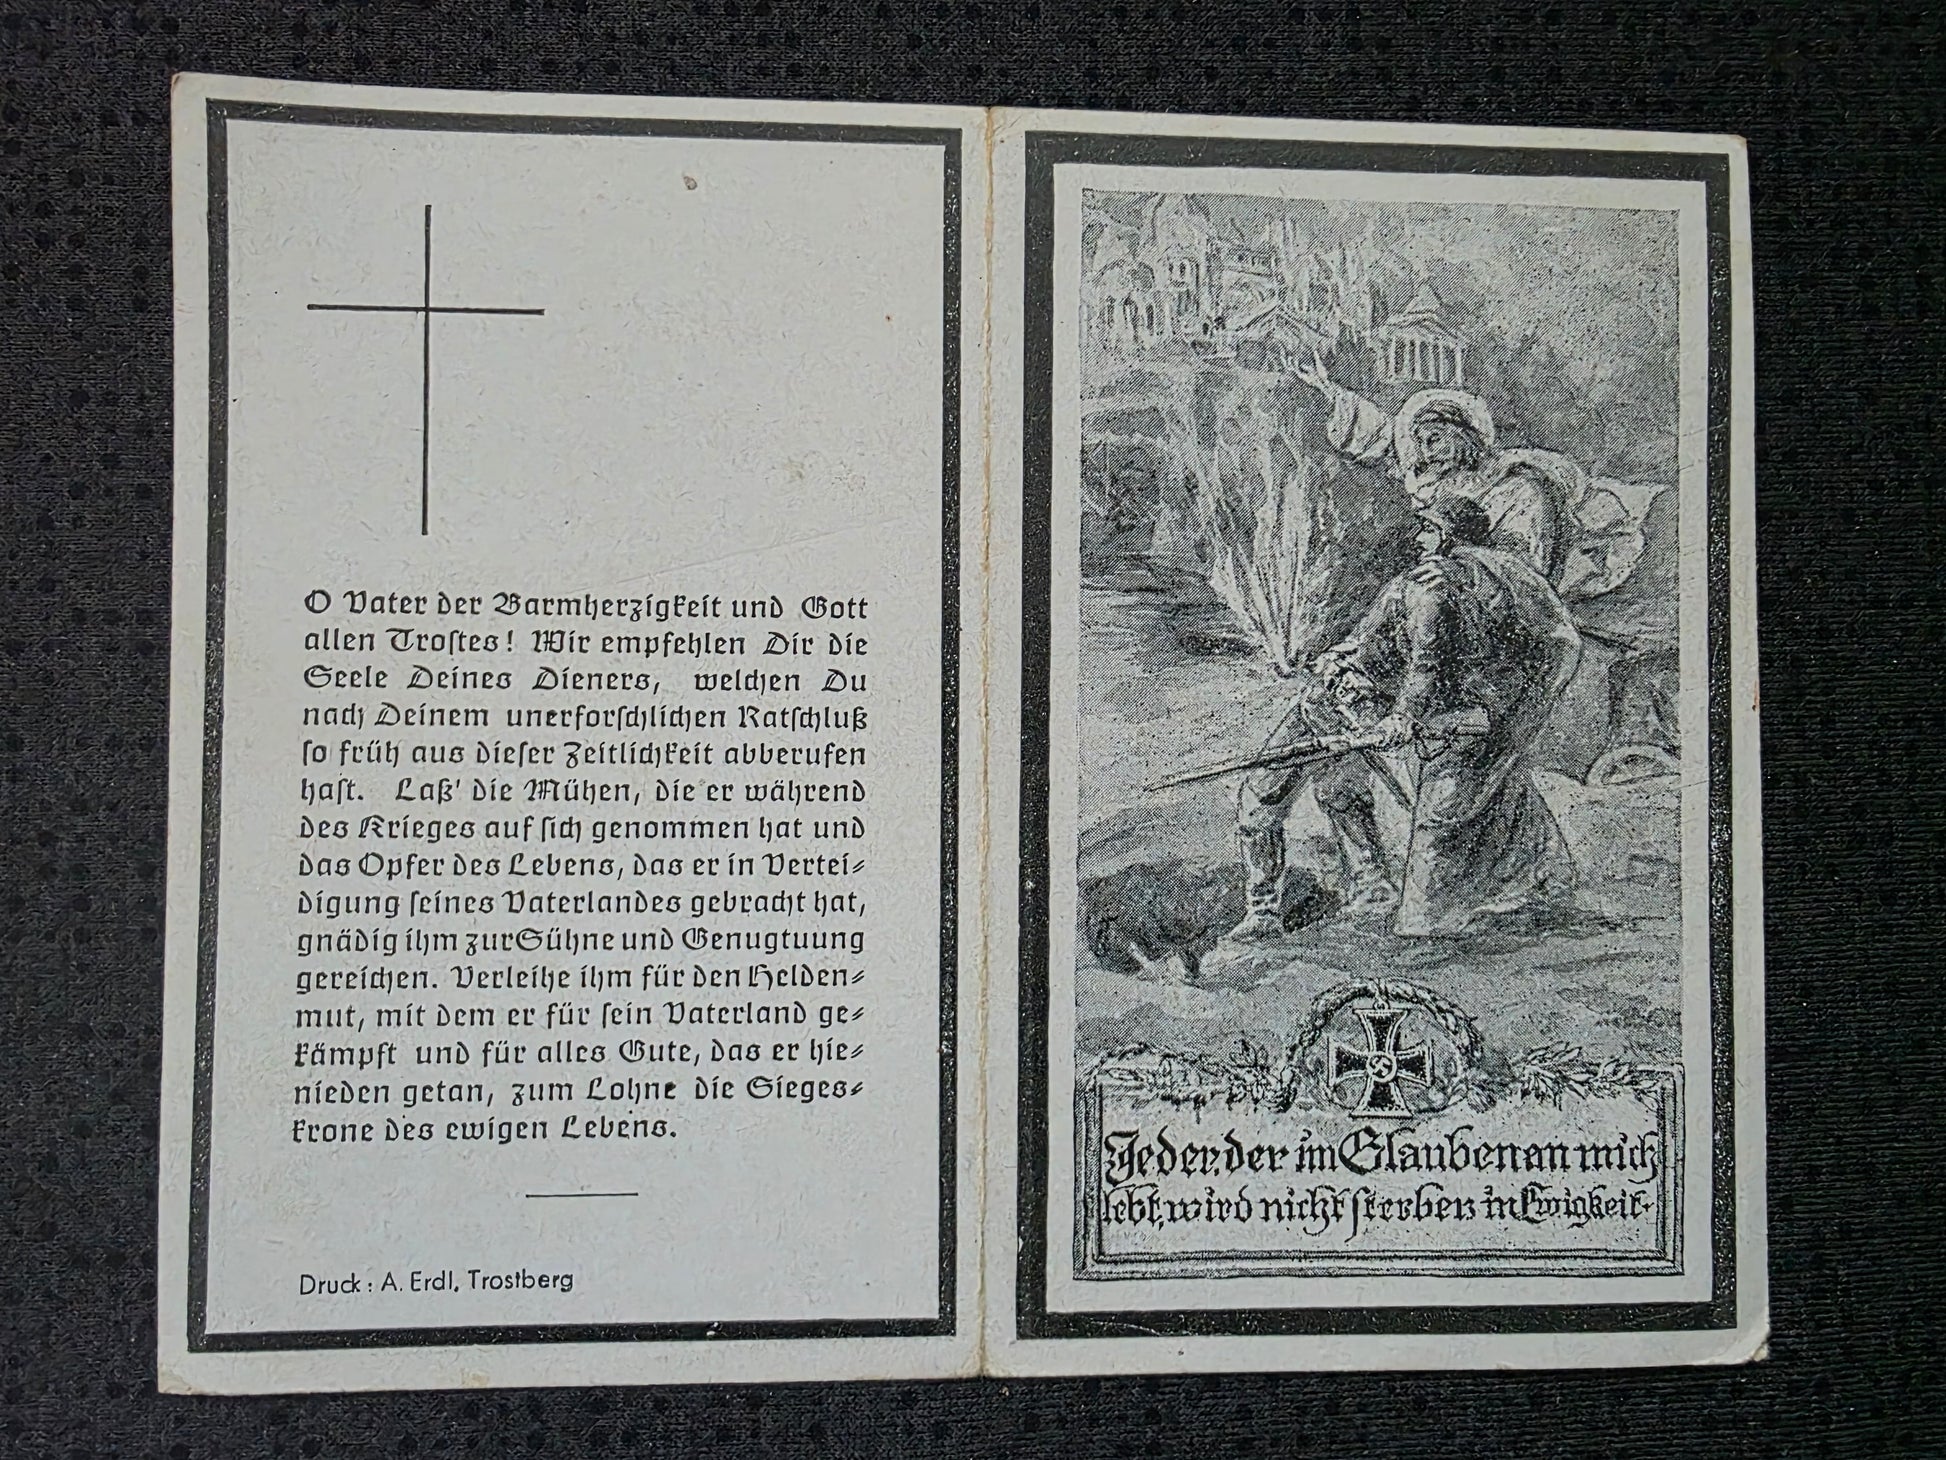 O Vater der Barmherzigkeit und Gott
allen Trostes! Wir empfehlen Dir die
Seele Deines Dieners, welchen Du
nach Deinem unerforschlichen Ratschluß
so früh aus dieser Zeitlichkeit abberufen
hast. Laß' die Mühen, die er während
des Krieges auf sich genommen hat und
das Opfer des Lebens, das er in Vertei-
digung seines Vaterlandes gebracht hat,
gnädig ihm zur Sühne und Genugtuung
gereichen. Verleihe ihm für den Helden-
mut, mit dem er für sein Vaterland ge-
kämpft und für alles Gute, das er hie-
nieden getan, zum Lohne die Sieges-
krone des ewigen Lebens.
Druck: A. Erdl, Trostberg
Jeder, der im Glauben an mich
lebt, wird nicht sterben in Ewigkeit.